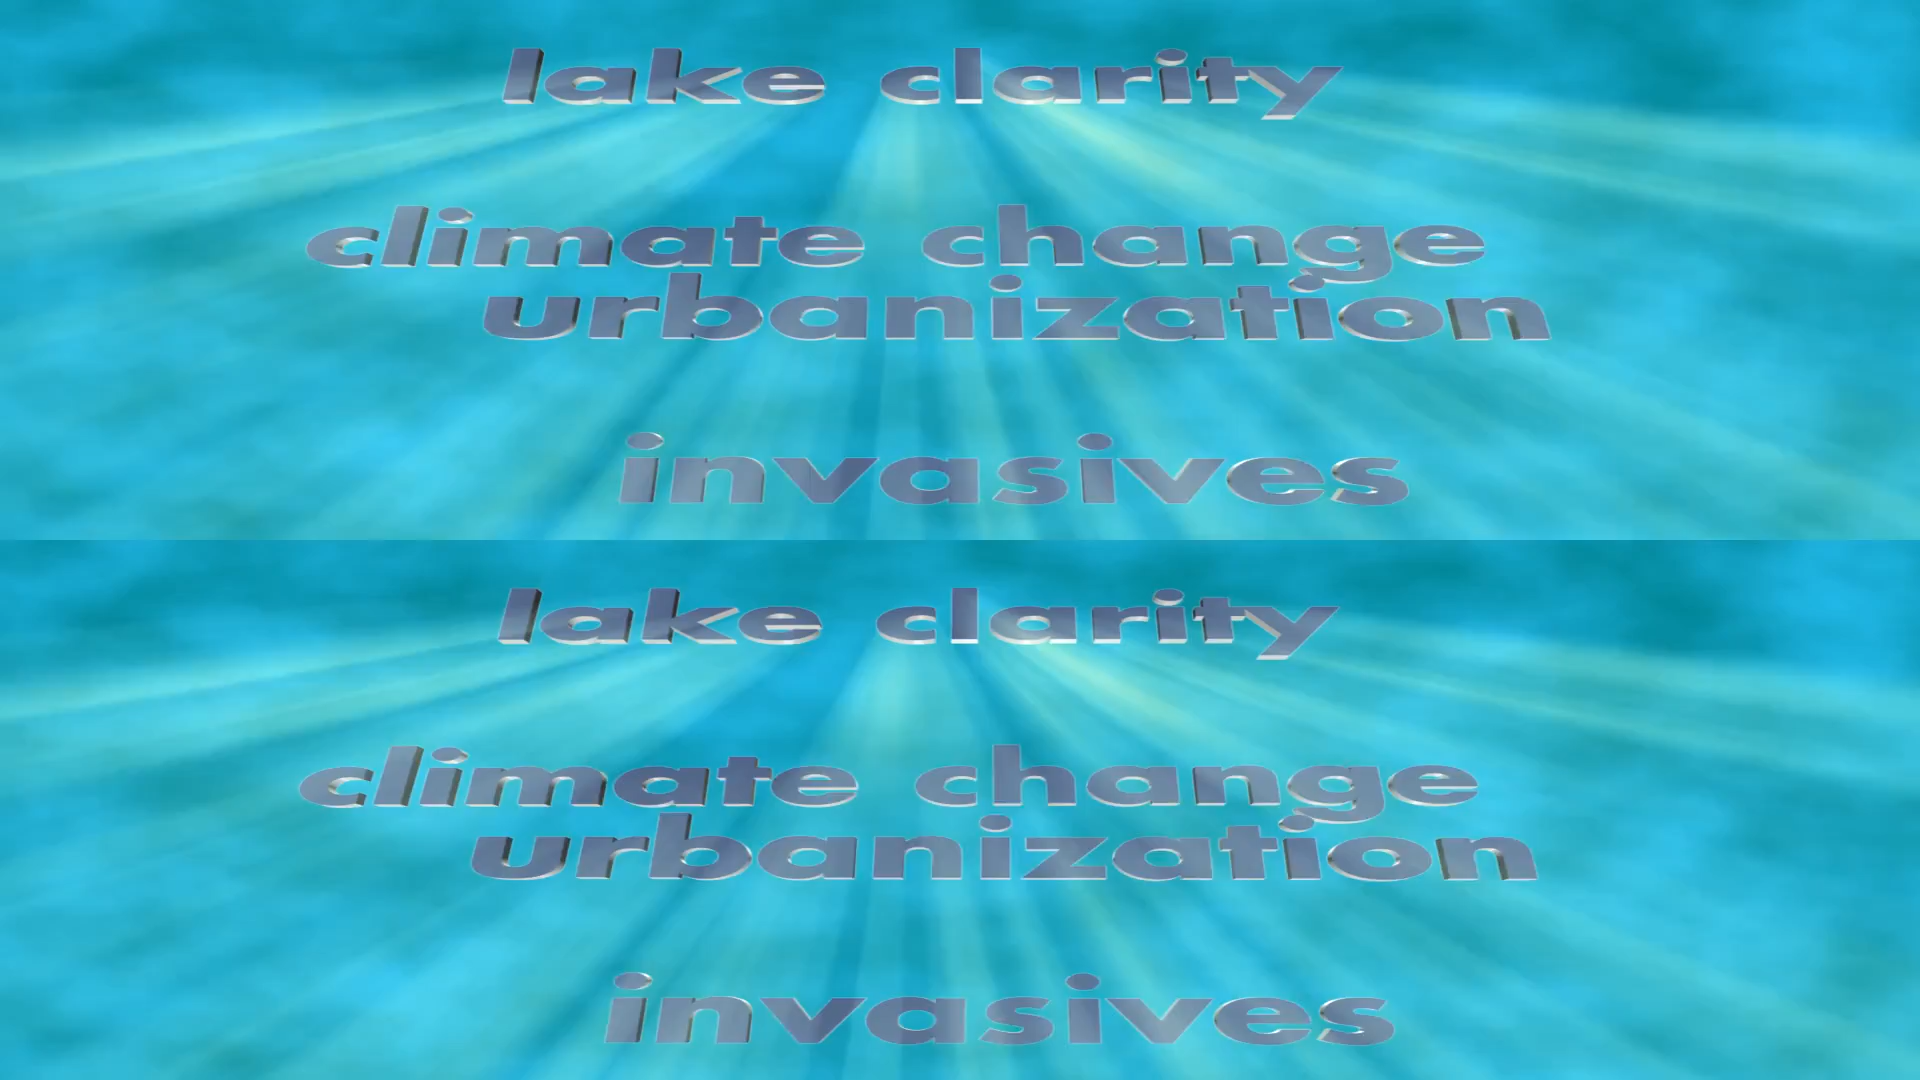 lake clarity
climate change
urbanization
invasives
lake clarity
climate change
urbanization
invasives